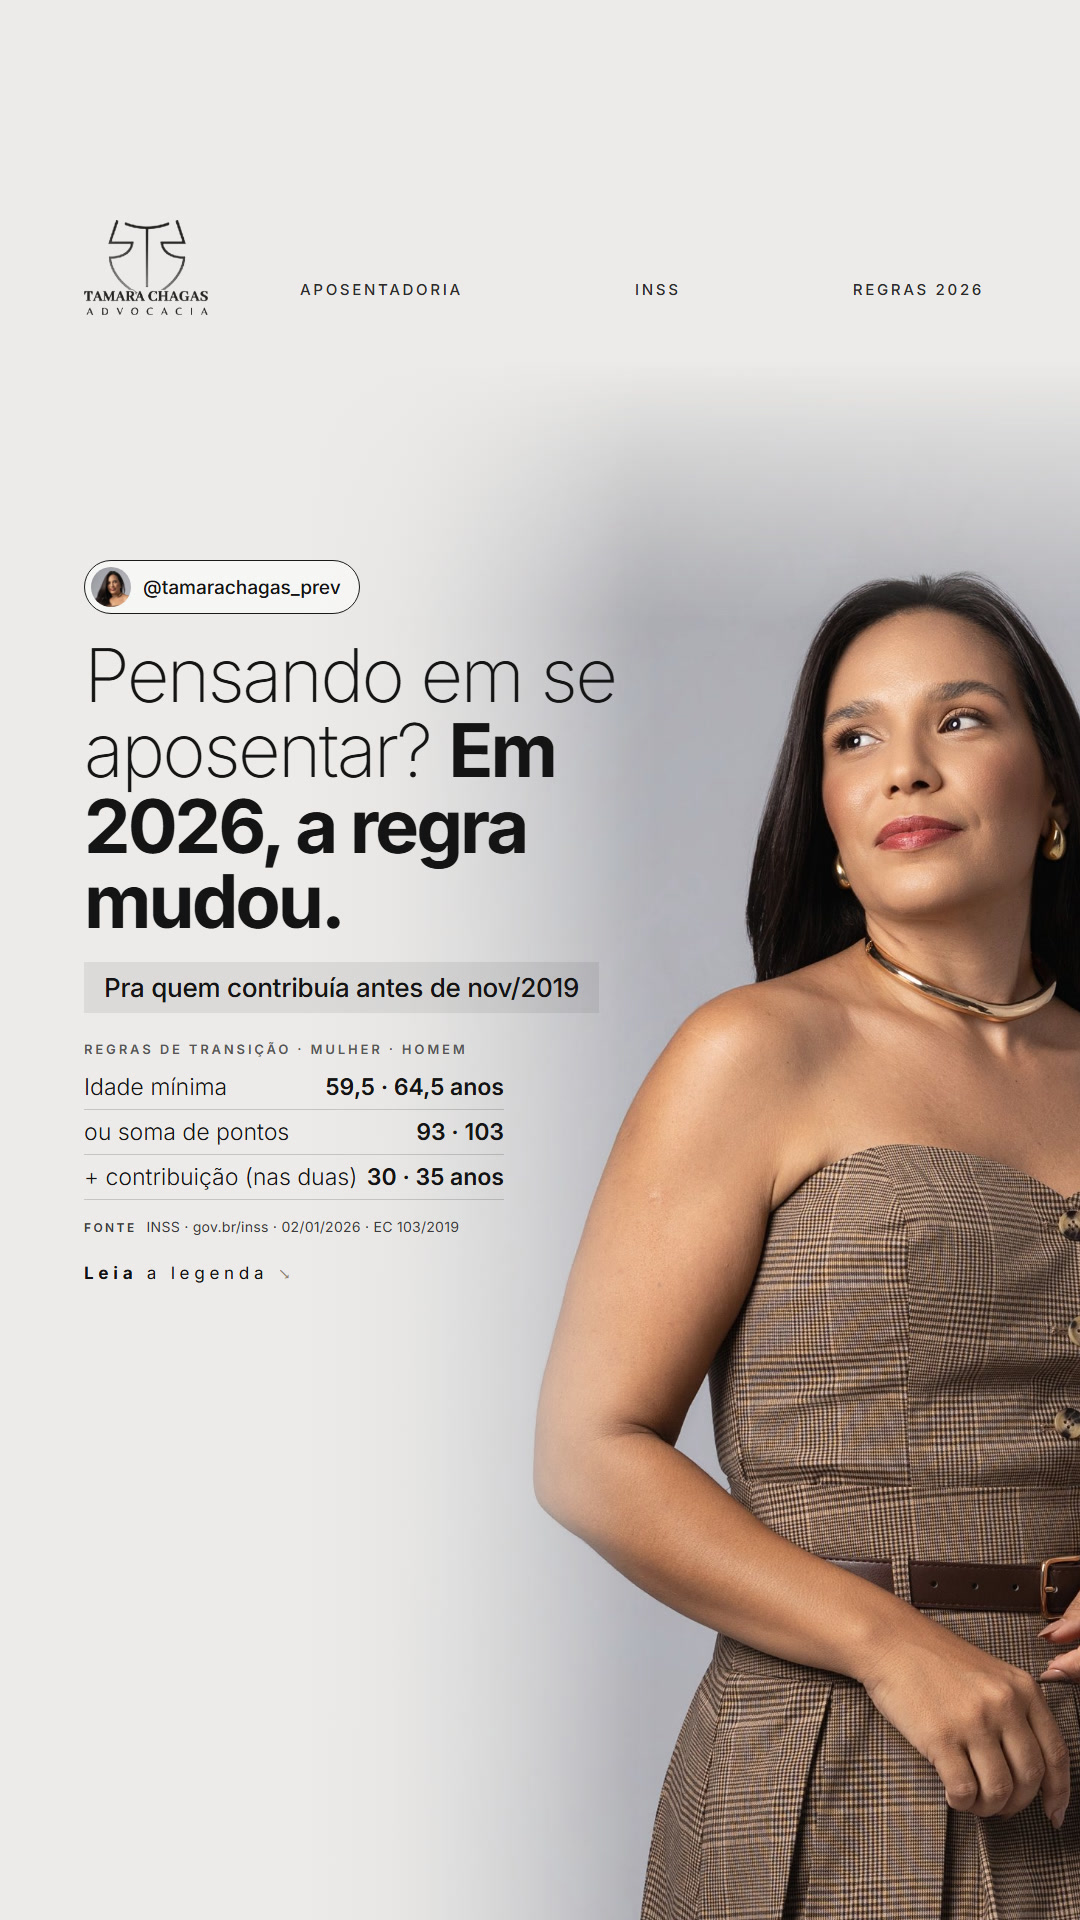 TAMARA CHAGAS
ADVOCACIA
APOSENTADORIA
INSS
REGRAS 2026
@tamarachagas_prev
Pensando em se
aposentar? Em
2026, a regra
mudou.
Pra quem contribuía antes de nov/2019
REGRAS DE TRANSIÇÃO · MULHER · HOMEM
Idade mínima 59,5 · 64,5 anos
ou soma de pontos 93 · 103
+ contribuição (nas duas) 30 · 35 anos
FONTE INSS · gov.br/inss · 02/01/2026 · EC 103/2019
Leia a legenda ↘